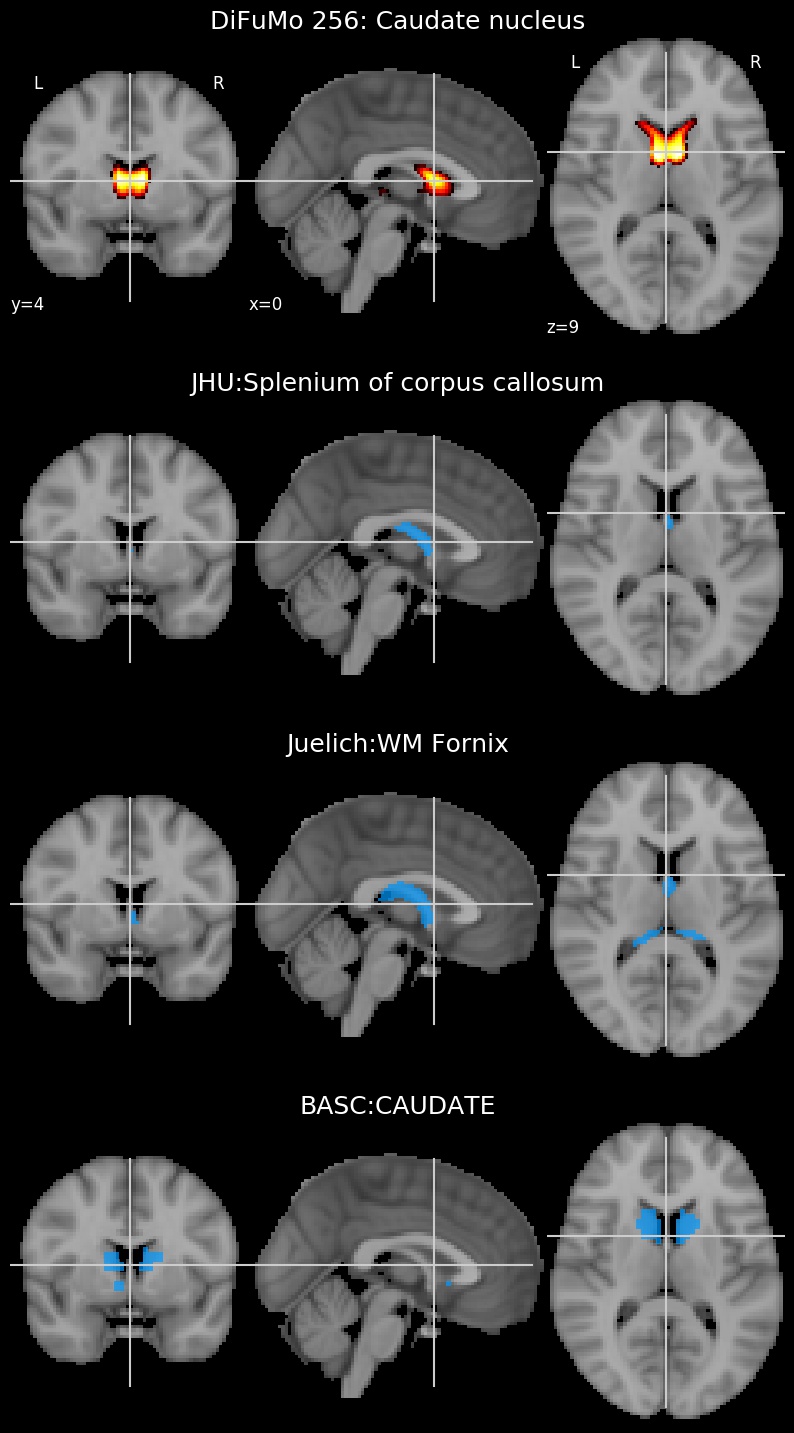 DiFuMo 256: Caudate nucleus
L R L R
y=4 x=0 z=9
JHU:Splenium of corpus callosum
Juelich:WM Fornix
BASC:CAUDATE